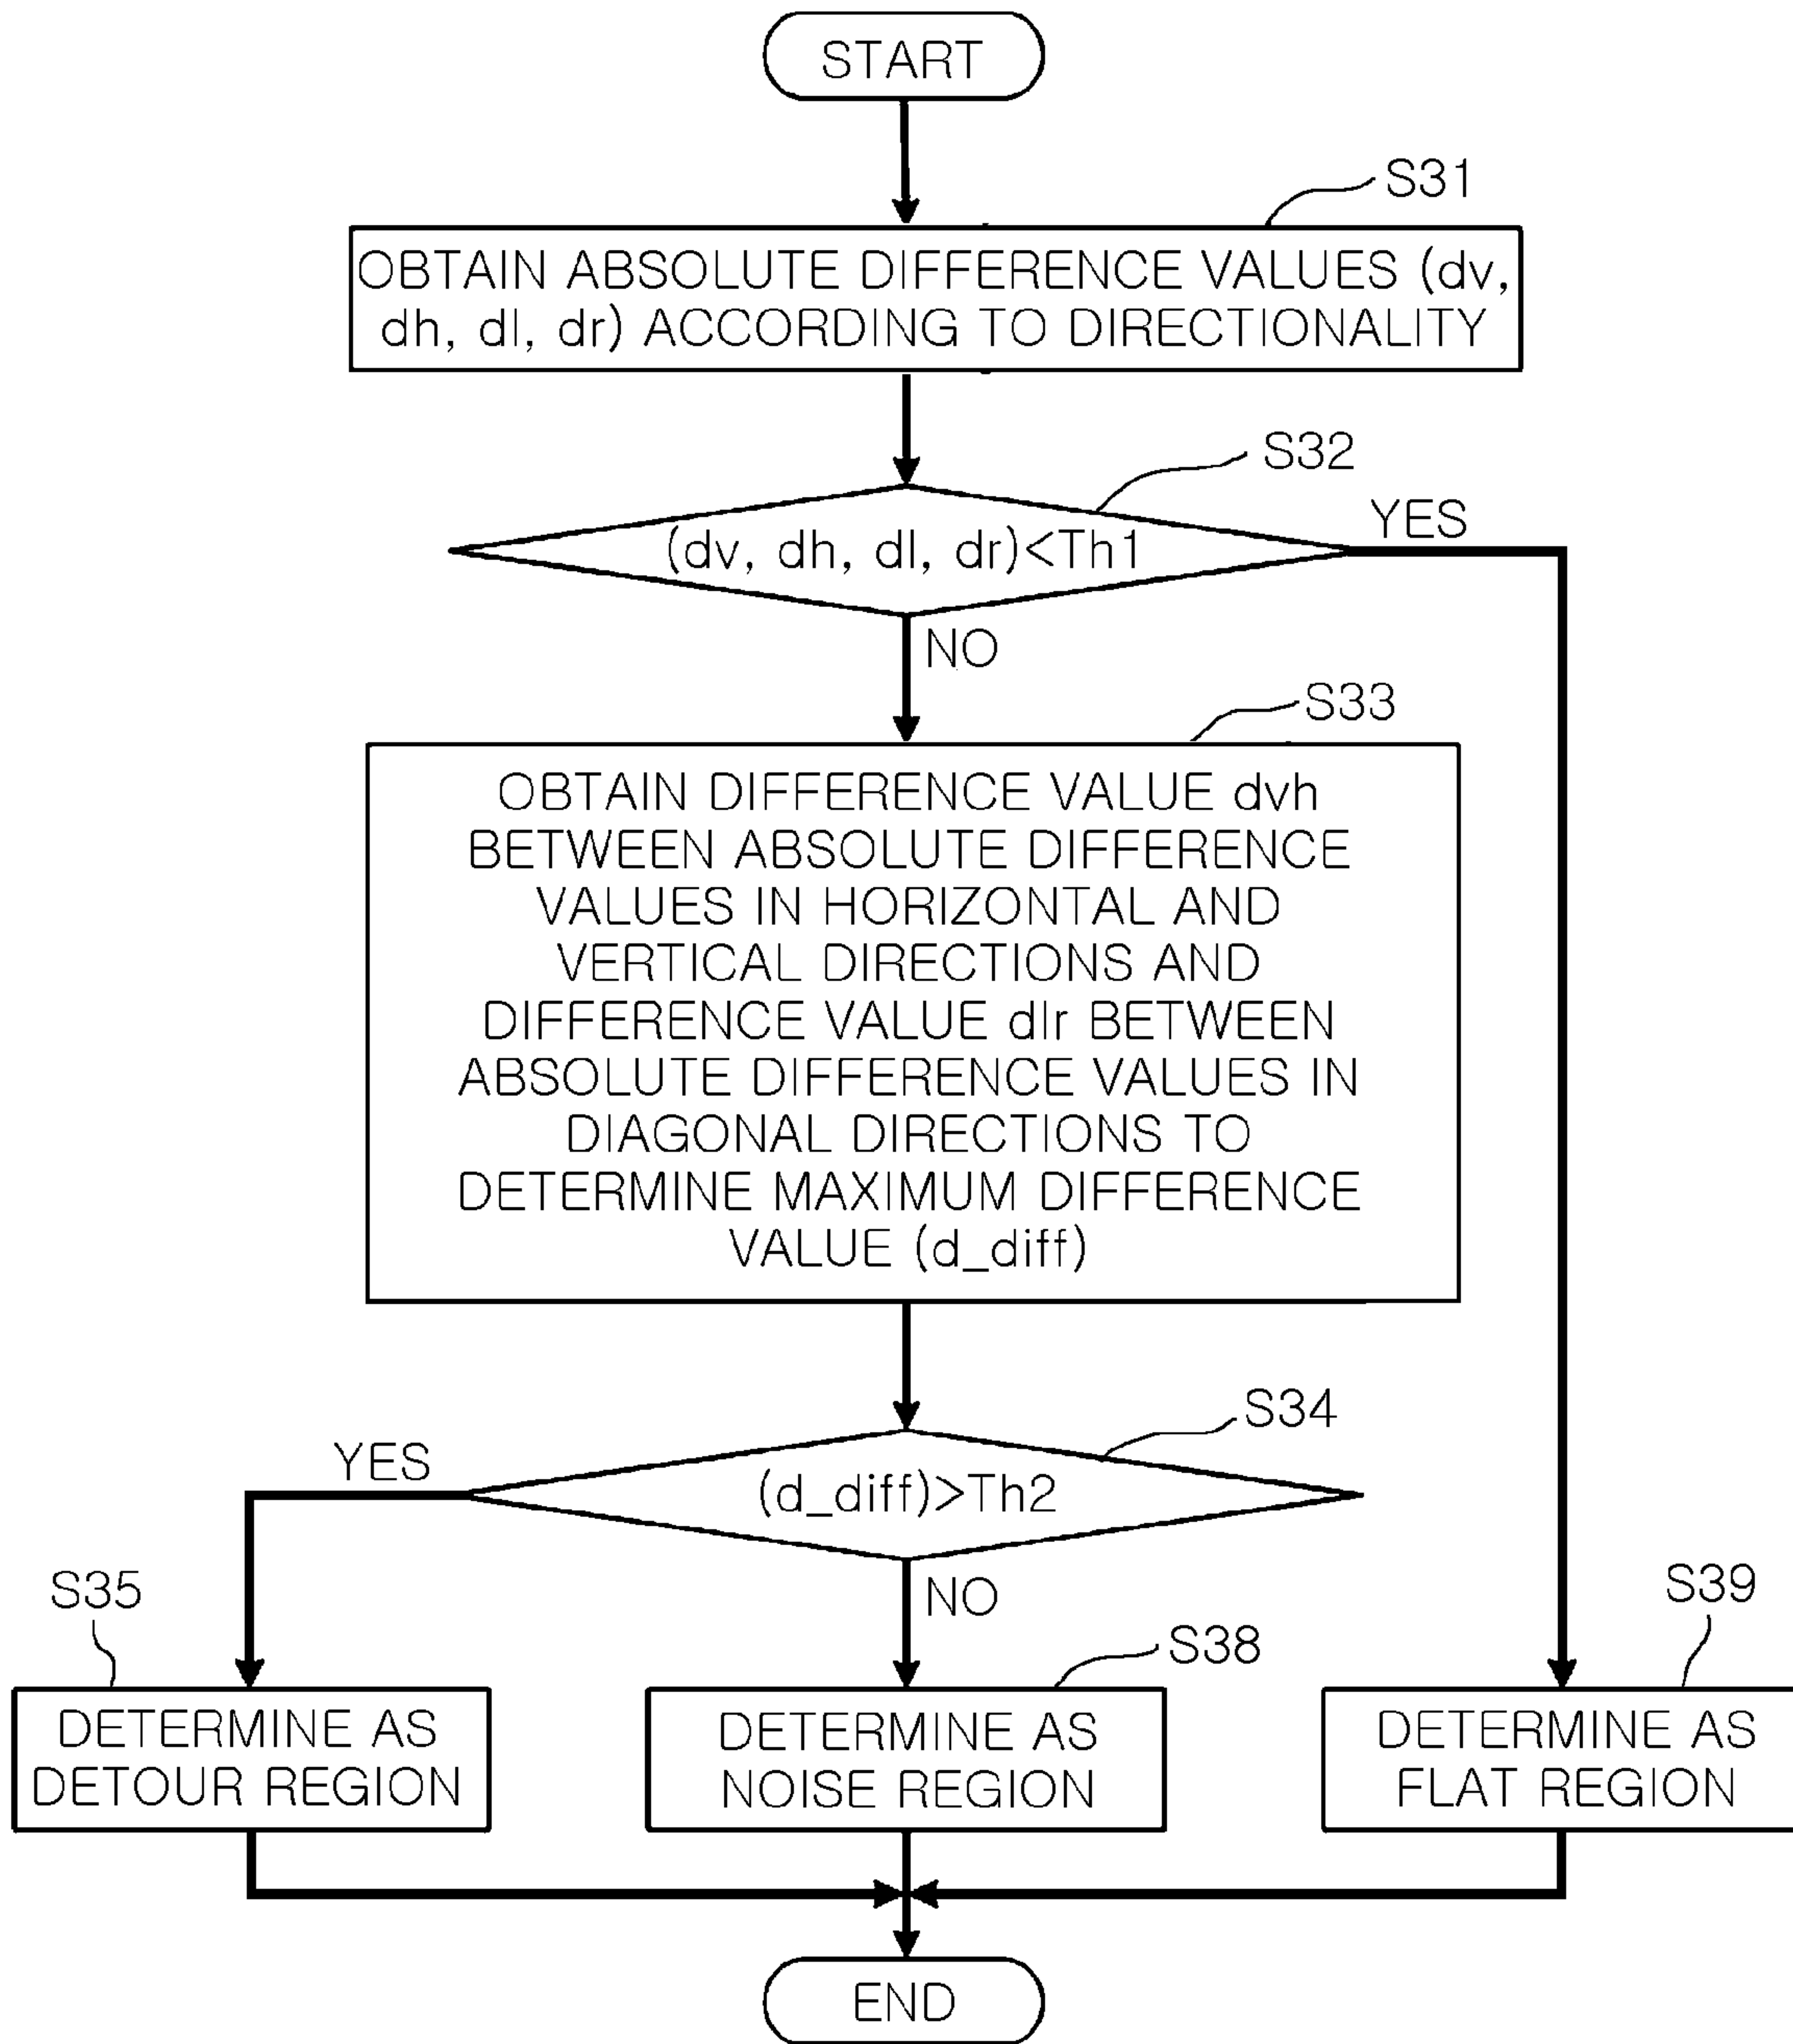 START
S31
OBTAIN ABSOLUTE DIFFERENCE VALUES (dv,
dh, dl, dr) ACCORDING TO DIRECTIONALITY
S32
(dv, dh, dl, dr)<Th1
YES
NO
S33
OBTAIN DIFFERENCE VALUE dvh
BETWEEN ABSOLUTE DIFFERENCE
VALUES IN HORIZONTAL AND
VERTICAL DIRECTIONS AND
DIFFERENCE VALUE dlr BETWEEN
ABSOLUTE DIFFERENCE VALUES IN
DIAGONAL DIRECTIONS TO
DETERMINE MAXIMUM DIFFERENCE
VALUE (d_diff)
S34
YES
(d_diff)>Th2
NO
S35
DETERMINE AS
DETOUR REGION
S38
DETERMINE AS
NOISE REGION
S39
DETERMINE AS
FLAT REGION
END